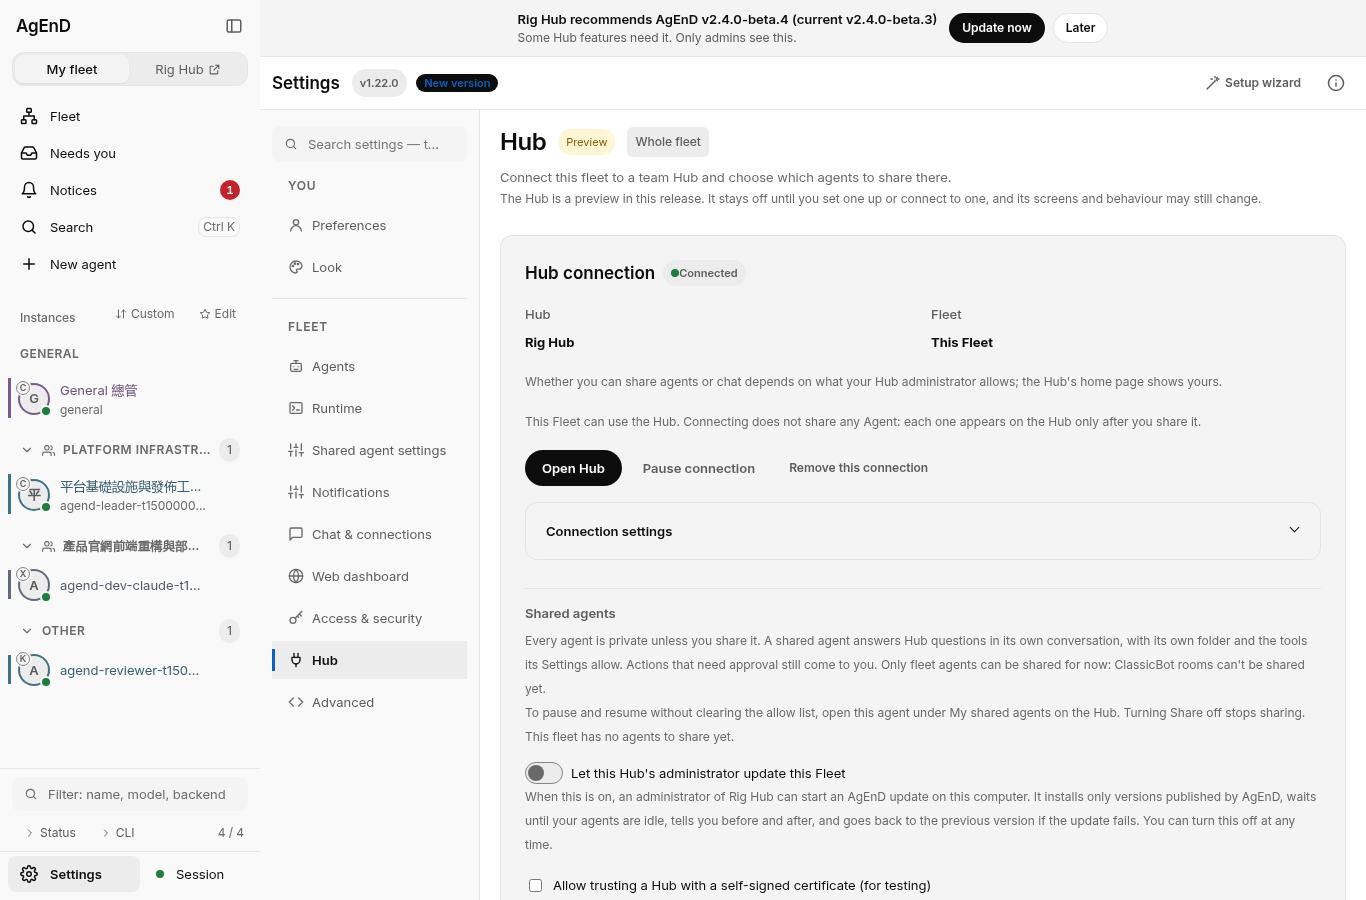 AgEnD
My fleet
Rig Hub
Fleet
Needs you
Notices
1
Search
Ctrl K
New agent
Instances
Custom
Edit
GENERAL
C
G
General 總管
general
PLATFORM INFRASTR...
1
C
平
平台基礎設施與發佈工...
agend-leader-t1500000...
產品官網前端重構與部...
1
X
A
agend-dev-claude-t1...
OTHER
1
K
A
agend-reviewer-t150...
Filter: name, model, backend
Status
CLI
4 / 4
Settings
Session
Rig Hub recommends AgEnD v2.4.0-beta.4 (current v2.4.0-beta.3)
Some Hub features need it. Only admins see this.
Update now
Later
Settings
v1.22.0
New version
Setup wizard
Search settings — t...
YOU
Preferences
Look
FLEET
Agents
Runtime
Shared agent settings
Notifications
Chat & connections
Web dashboard
Access & security
Hub
Advanced
Hub
Preview
Whole fleet
Connect this fleet to a team Hub and choose which agents to share there.
The Hub is a preview in this release. It stays off until you set one up or connect to one, and its screens and behaviour may still change.
Hub connection
Connected
Hub
Fleet
Rig Hub
This Fleet
Whether you can share agents or chat depends on what your Hub administrator allows; the Hub's home page shows yours.
This Fleet can use the Hub. Connecting does not share any Agent: each one appears on the Hub only after you share it.
Open Hub
Pause connection
Remove this connection
Connection settings
Shared agents
Every agent is private unless you share it. A shared agent answers Hub questions in its own conversation, with its own folder and the tools
its Settings allow. Actions that need approval still come to you. Only fleet agents can be shared for now: ClassicBot rooms can't be shared
yet.
To pause and resume without clearing the allow list, open this agent under My shared agents on the Hub. Turning Share off stops sharing.
This fleet has no agents to share yet.
Let this Hub's administrator update this Fleet
When this is on, an administrator of Rig Hub can start an AgEnD update on this computer. It installs only versions published by AgEnD, waits
until your agents are idle, tells you before and after, and goes back to the previous version if the update fails. You can turn this off at any
time.
Allow trusting a Hub with a self-signed certificate (for testing)